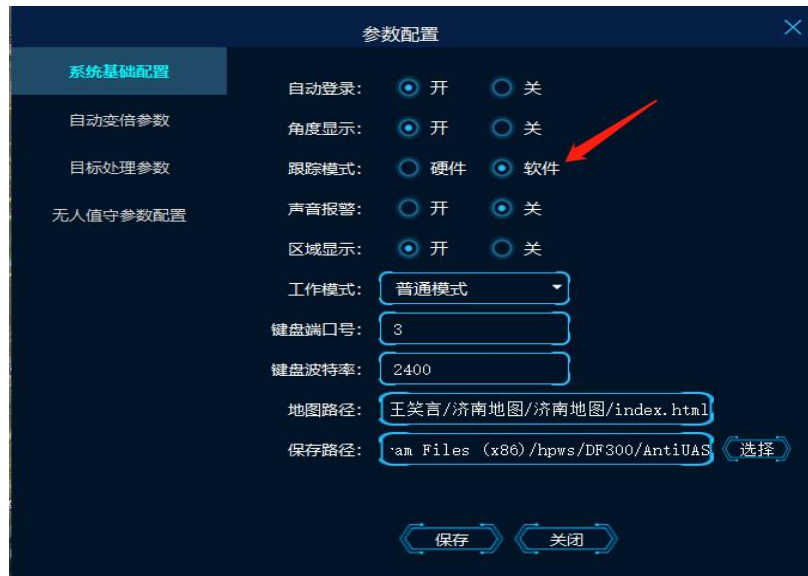 参数配置
系统基础配置
自动变倍参数
目标处理参数
无人值守参数配置
自动登录： 开 关
角度显示： 开 关
跟踪模式： 硬件 软件
声音报警： 开 关
区域显示： 开 关
工作模式： 普通模式
键盘端口号： 3
键盘波特率： 2400
地图路径： 王笑言/济南地图/济南地图/index.html
保存路径： am Files (x86)/hpws/DF300/AntiUAS 选择
保存 关闭